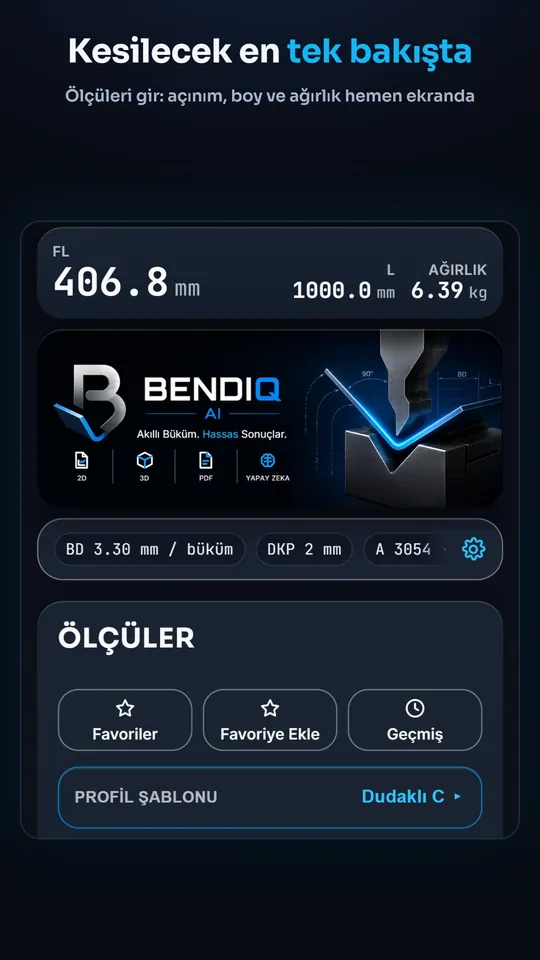 Kesilecek en tek bakışta
Ölçüleri gir: açınım, boy ve ağırlık hemen ekranda
FL
406.8 mm
L
1000.0 mm
AĞIRLIK
6.39 kg
B
BENDIQ
AI
Akıllı Büküm. Hassas Sonuçlar.
2D
3D
PDF
YAPAY ZEKA
90°
BD
L
BD 3.30 mm / büküm
DKP 2 mm
A 3054
ÖLÇÜLER
Favoriler
Favoriye Ekle
Geçmiş
PROFİL ŞABLONU
Dudaklı C